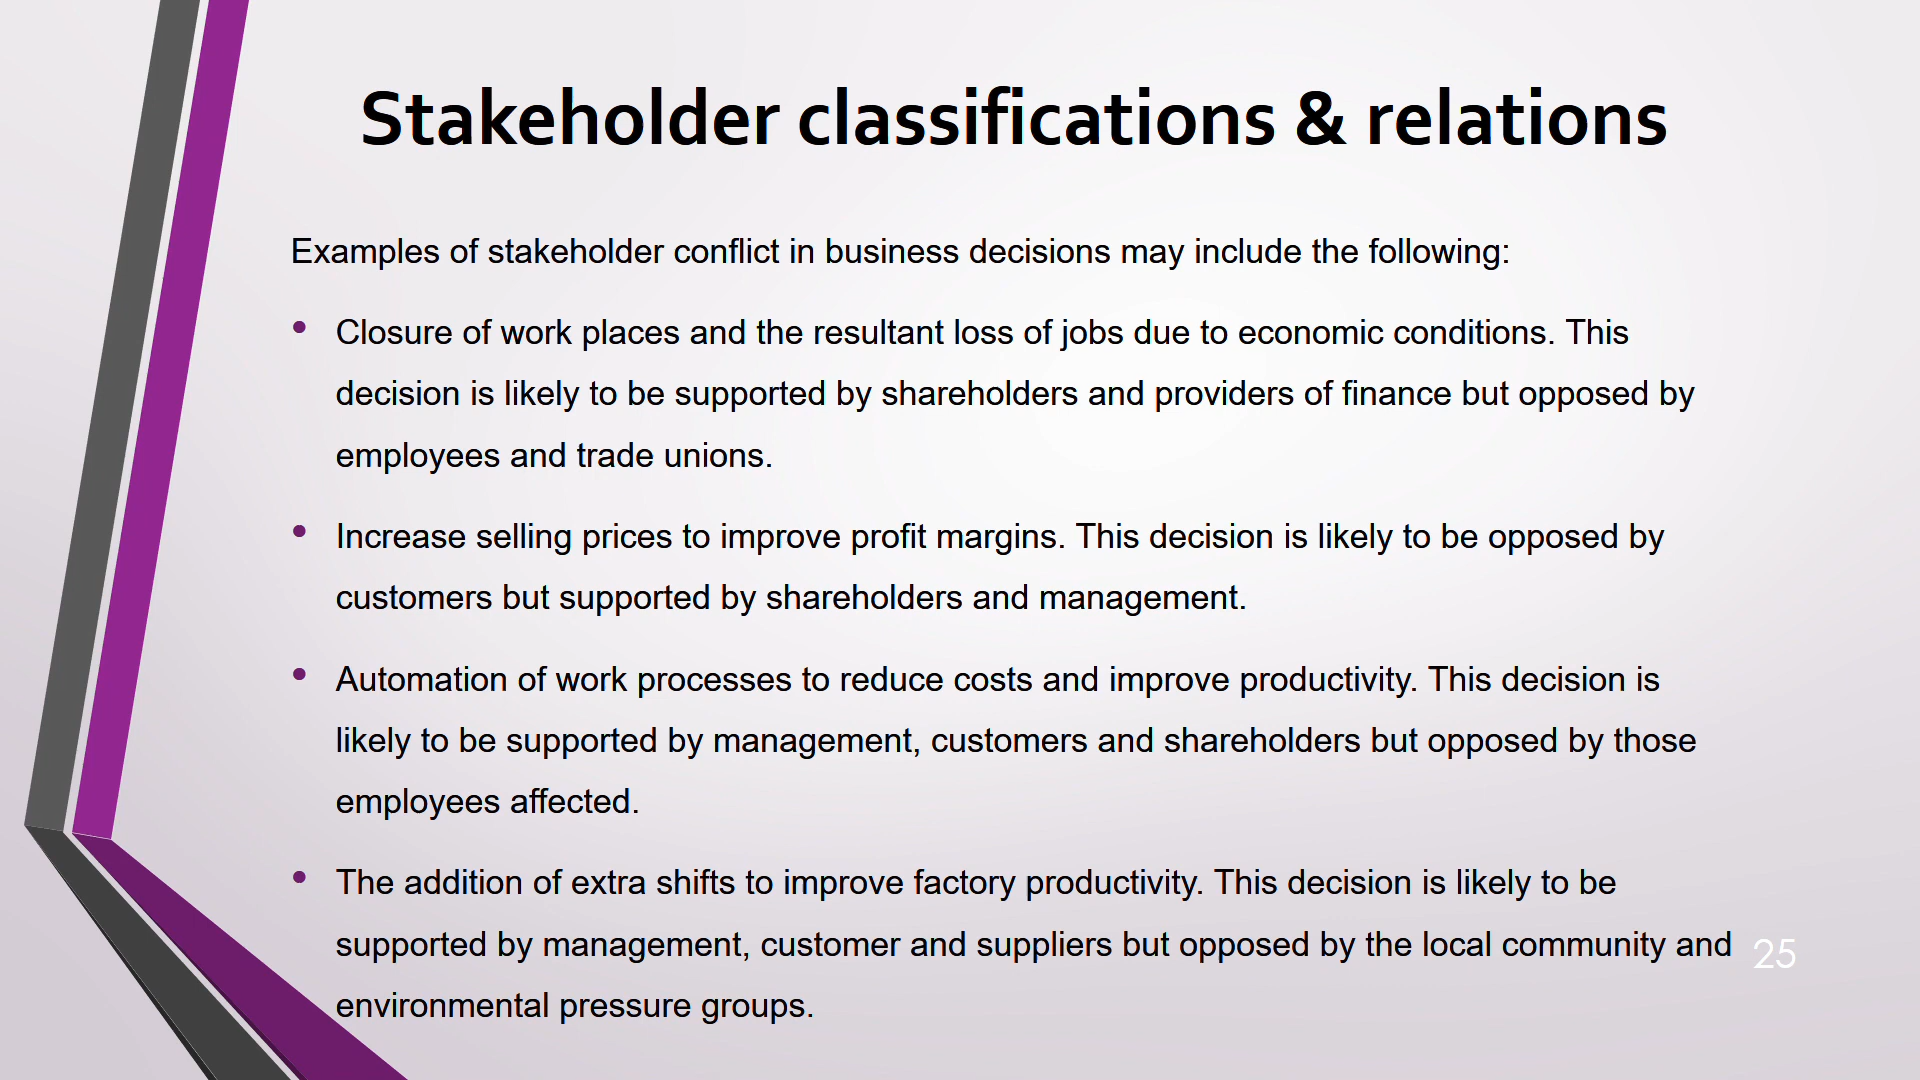 Stakeholder classifications & relations
Examples of stakeholder conflict in business decisions may include the following:
• Closure of work places and the resultant loss of jobs due to economic conditions. This
decision is likely to be supported by shareholders and providers of finance but opposed by
employees and trade unions.
• Increase selling prices to improve profit margins. This decision is likely to be opposed by
customers but supported by shareholders and management.
• Automation of work processes to reduce costs and improve productivity. This decision is
likely to be supported by management, customers and shareholders but opposed by those
employees affected.
• The addition of extra shifts to improve factory productivity. This decision is likely to be
supported by management, customer and suppliers but opposed by the local community and
environmental pressure groups.
25